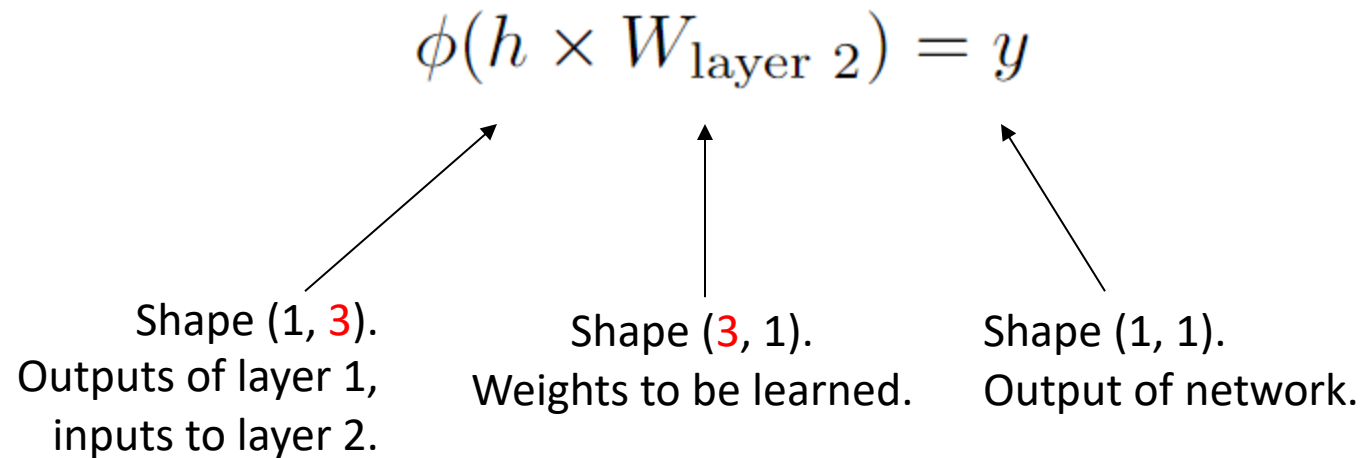 ϕ(h × W_layer 2) = y
Shape (1, 3).
Outputs of layer 1,
inputs to layer 2.
Shape (3, 1).
Weights to be learned.
Shape (1, 1).
Output of network.